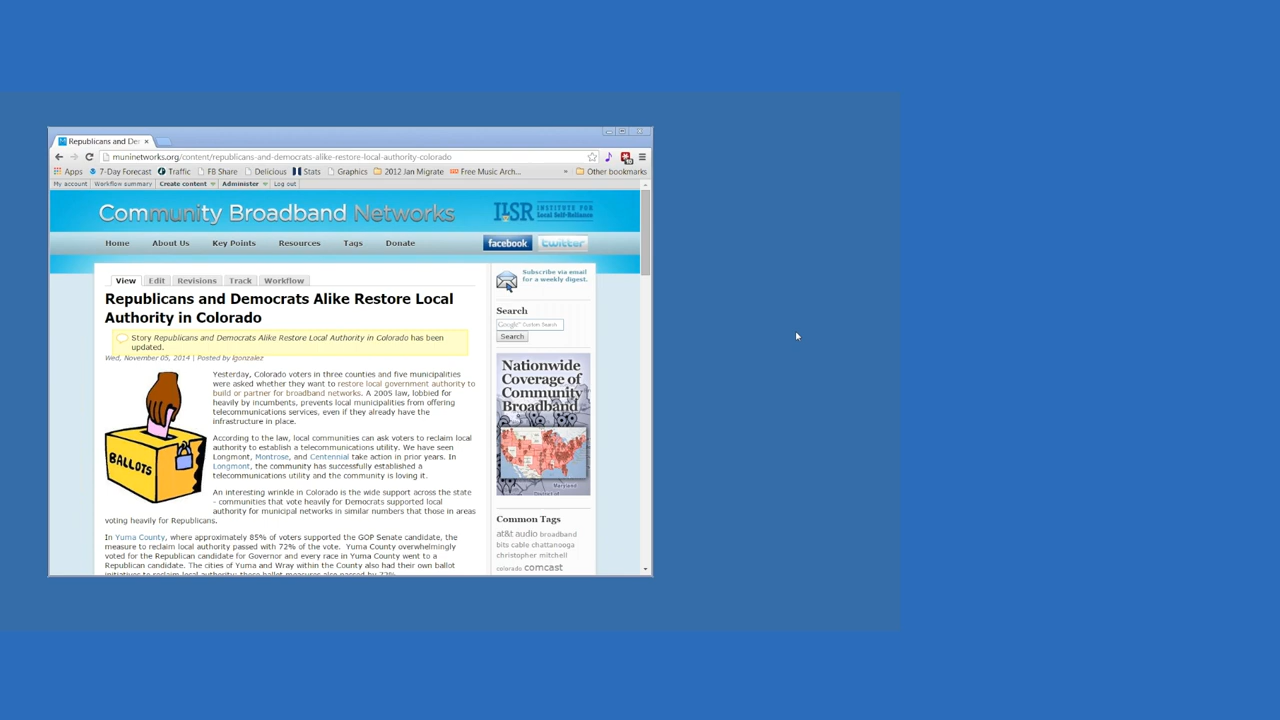 Republicans and De
muninetworks.org/content/republicans-and-democrats-alike-restore-local-authority-colorado
Apps 7-Day Forecast Traffic FB Share Delicious Stats Graphics 2012 Jan Migrate Free Music Arch... » Other bookmarks
My account Workflow summary Create content Administer Log out
Community Broadband Networks
ILSR INSTITUTE FOR
Local Self-Reliance
Home About Us Key Points Resources Tags Donate
facebook twitter
View Edit Revisions Track Workflow
Republicans and Democrats Alike Restore Local
Authority in Colorado
Story Republicans and Democrats Alike Restore Local Authority in Colorado has been
updated.
Wed, November 05, 2014 | Posted by lgonzalez
BALLOTS
Yesterday, Colorado voters in three counties and five municipalities
were asked whether they want to restore local government authority to
build or partner for broadband networks. A 2005 law, lobbied for
heavily by incumbents, prevents local municipalities from offering
telecommunications services, even if they already have the
infrastructure in place.
According to the law, local communities can ask voters to reclaim local
authority to establish a telecommunications utility. We have seen
Longmont, Montrose, and Centennial take action in prior years. In
Longmont, the community has successfully established a
telecommunications utility and the community is loving it.
An interesting wrinkle in Colorado is the wide support across the state
- communities that vote heavily for Democrats supported local
authority for municipal networks in similar numbers that those in areas
voting heavily for Republicans.
In Yuma County, where approximately 85% of voters supported the GOP Senate candidate, the
measure to reclaim local authority passed with 72% of the vote. Yuma County overwhelmingly
voted for the Republican candidate for Governor and every race in Yuma County went to a
Republican candidate. The cities of Yuma and Wray within the County also had their own ballot
initiatives to reclaim local authority; those ballot measures also passed by 72%.
Subscribe via email
for a weekly digest.
Search
Google™ Custom Search
Search
Nationwide
Coverage of
Community
Broadband
Maryland
Common Tags
at&t audio broadband
bits cable chattanooga
christopher mitchell
colorado comcast